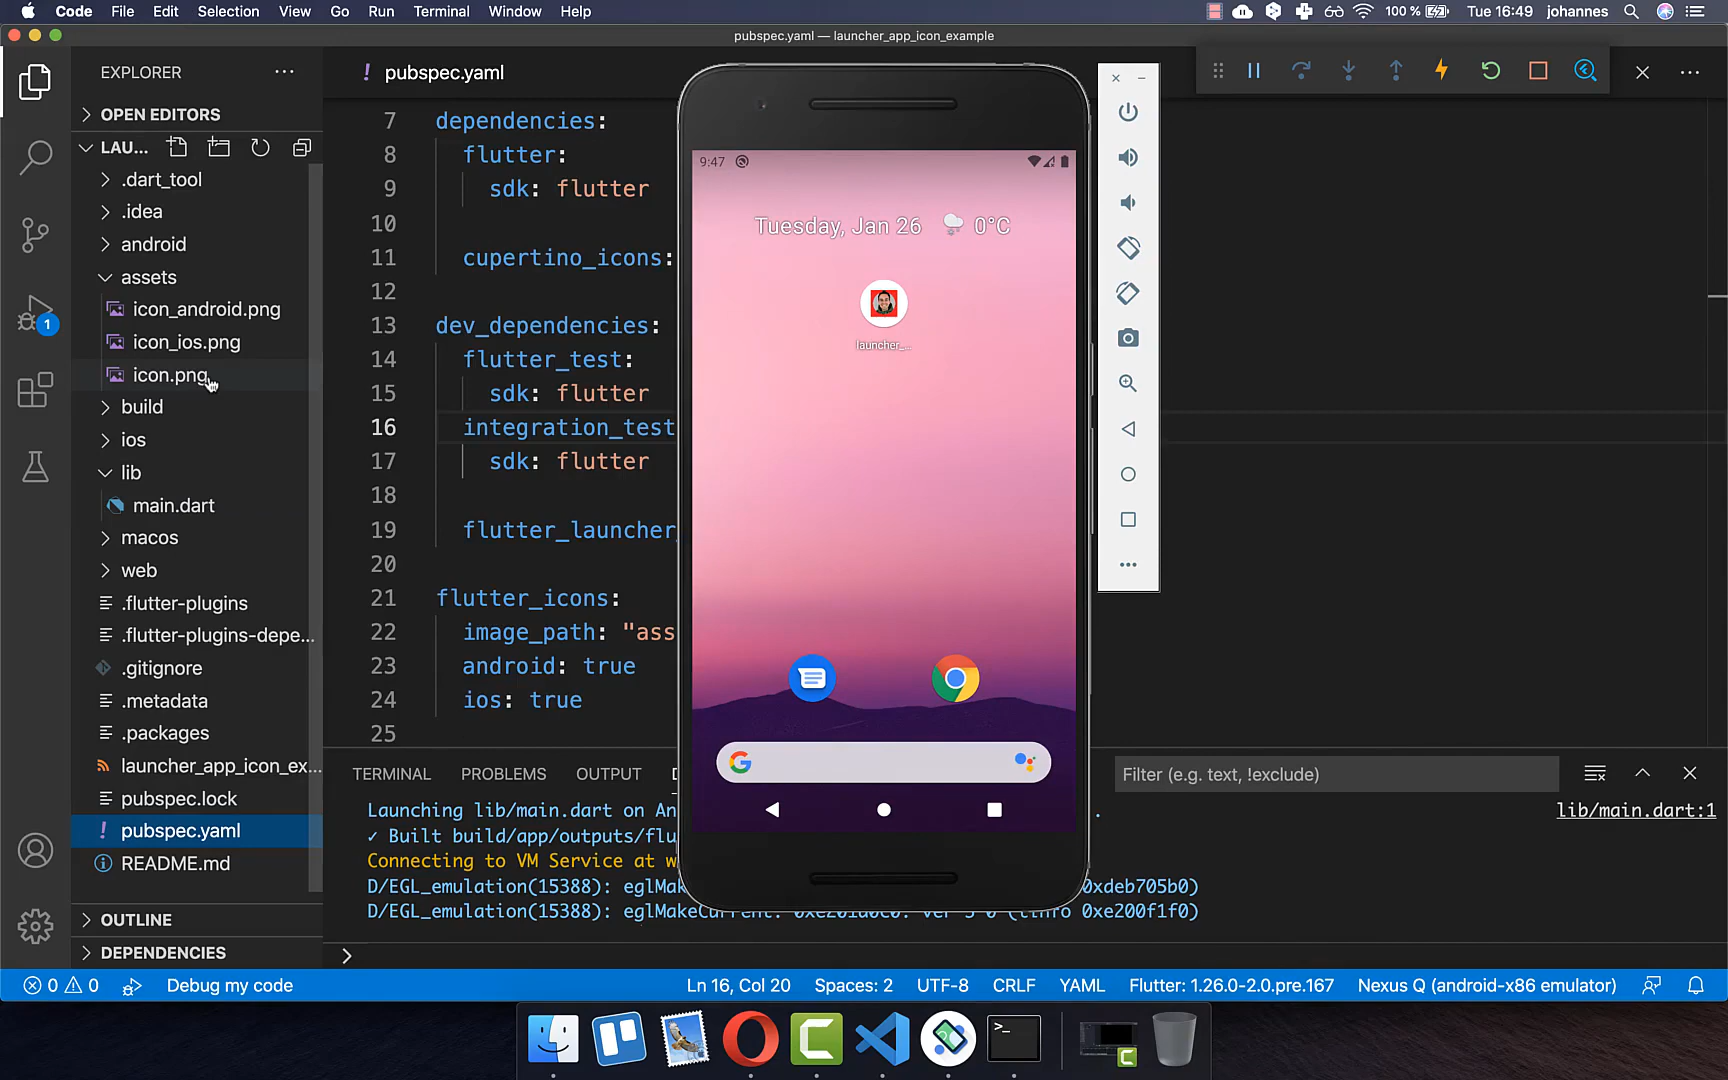 Code File Edit Selection View Go Run Terminal Window Help 100 % Tue 16:49 johannes
pubspec.yaml — launcher_app_icon_example
EXPLORER
OPEN EDITORS
LAU...
.dart_tool
.idea
android
assets
icon_android.png
icon_ios.png
icon.png
build
ios
lib
main.dart
macos
web
.flutter-plugins
.flutter-plugins-depe...
.gitignore
.metadata
.packages
launcher_app_icon_ex...
pubspec.lock
! pubspec.yaml
README.md
OUTLINE
DEPENDENCIES
1
! pubspec.yaml
7 dependencies:
8 flutter:
9 sdk: flutter
10
11 cupertino_icons:
12
13 dev_dependencies:
14 flutter_test:
15 sdk: flutter
16 integration_test
17 sdk: flutter
18
19 flutter_launcher_
20
21 flutter_icons:
22 image_path: "ass
23 android: true
24 ios: true
25
9:47
Tuesday, Jan 26 0°C
launcher_...
TERMINAL PROBLEMS OUTPUT
Filter (e.g. text, !exclude)
Launching lib/main.dart on An
.
lib/main.dart:1
✓ Built build/app/outputs/flu
Connecting to VM Service at w
D/EGL_emulation(15388): eglMak 0xdeb705b0)
D/EGL_emulation(15388): eglMakeCurrent: 0xe200f1f0)
0 0 Debug my code Ln 16, Col 20 Spaces: 2 UTF-8 CRLF YAML Flutter: 1.26.0-2.0.pre.167 Nexus Q (android-x86 emulator)